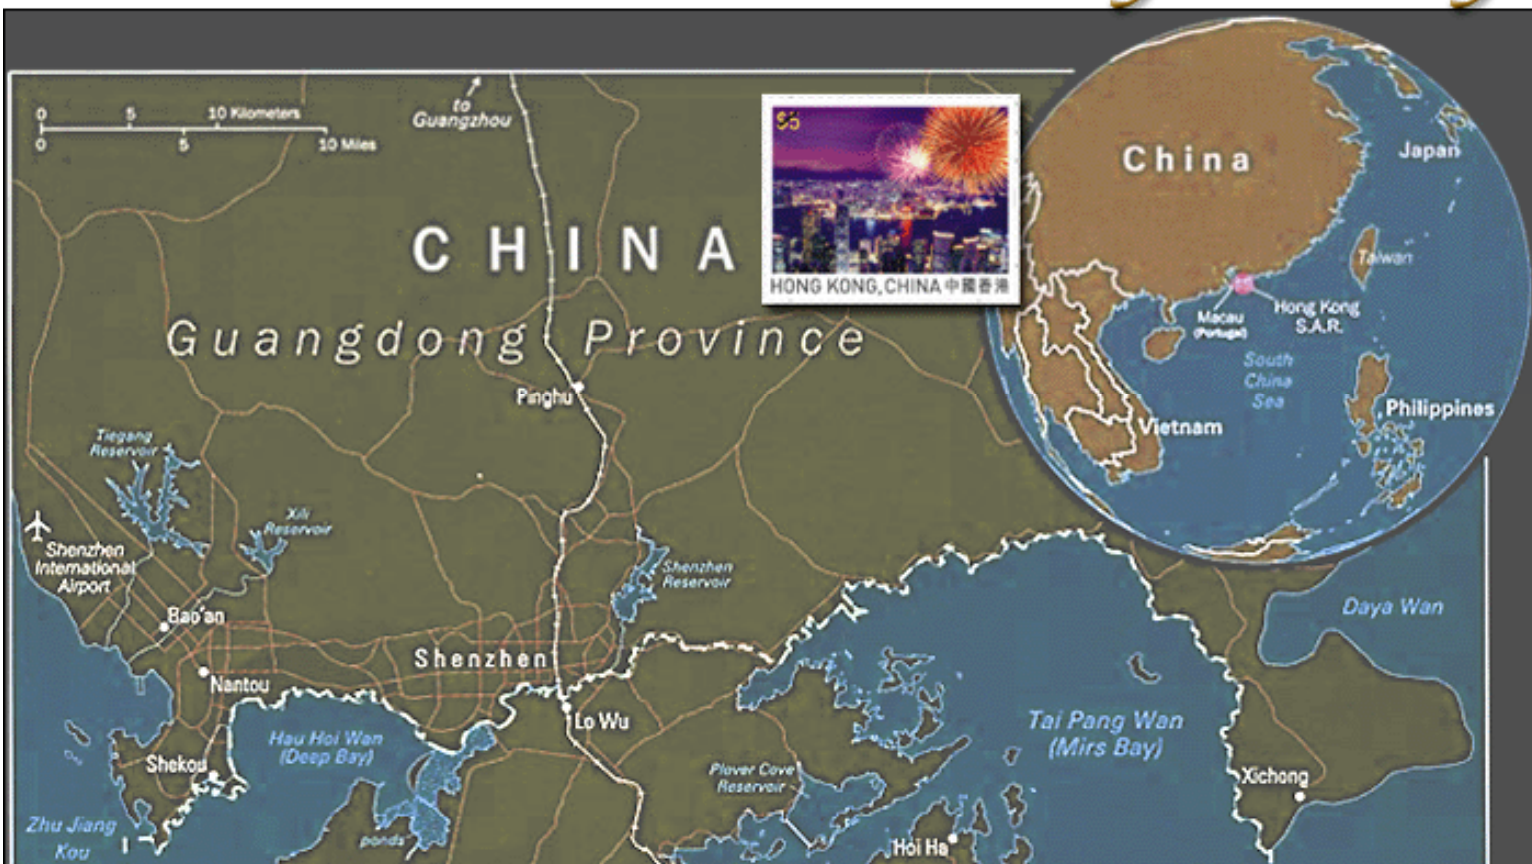 0 5 10 Kilometers
0 5 10 Miles
to
Guangzhou
$5
HONG KONG, CHINA 中國香港
China
Japan
Taiwan
Macau
(Portugal)
Hong Kong
S.A.R.
South
China
Sea
Philippines
Vietnam
CHINA
Guangdong Province
Pinghu
Tiegang
Reservoir
Xili
Reservoir
Shenzhen
International
Airport
Shenzhen
Reservoir
Bao'an
Daya Wan
Shenzhen
Nantou
Lo Wu
Hau Hoi Wan
(Deep Bay)
Tai Pang Wan
(Mirs Bay)
Shekou
Plover Cove
Reservoir
Xichong
Zhu Jiang
Kou
ponds
Hoi Ha